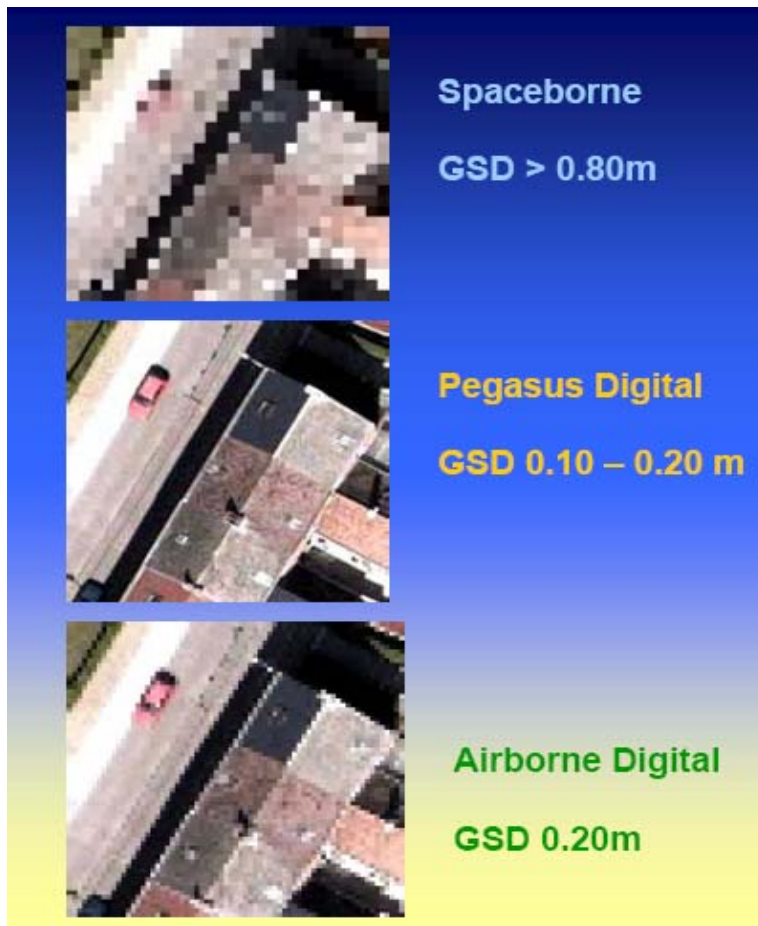 Spaceborne
GSD > 0.80m
Pegasus Digital
GSD 0.10 – 0.20 m
Airborne Digital
GSD 0.20m